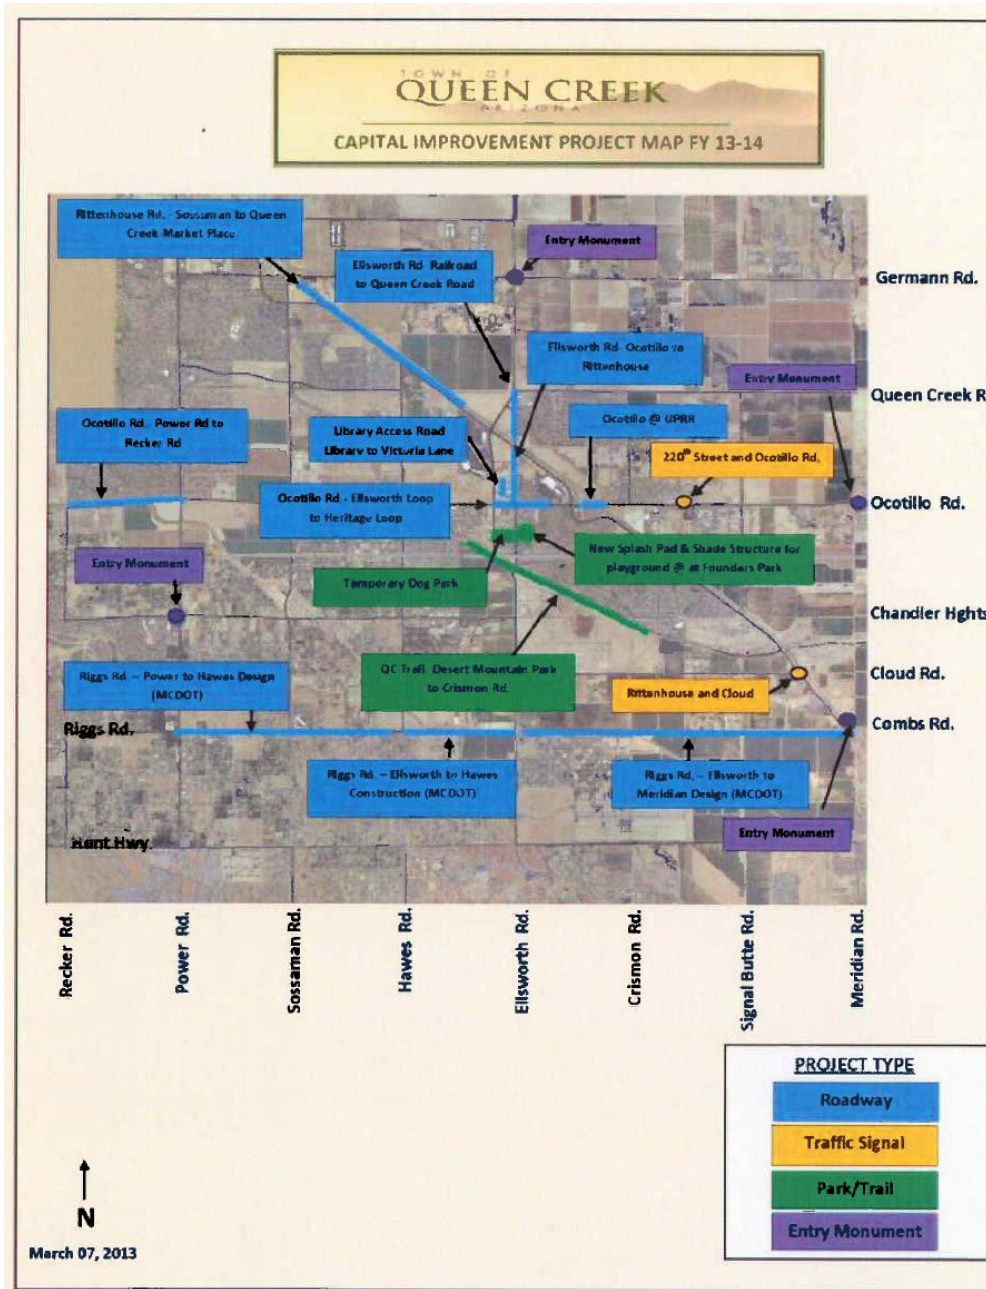 TOWN OF
QUEEN CREEK
ARIZONA
CAPITAL IMPROVEMENT PROJECT MAP FY 13-14
Rittenhouse Rd. - Sossaman to Queen
Creek Market Place
Ellsworth Rd- Railroad
to Queen Creek Road
Entry Monument
Germann Rd.
Ellsworth Rd- Ocotillo to
Rittenhouse
Entry Monument
Queen Creek R
Ocotillo Rd.- Power Rd to
Recker Rd
Library Access Road
Library to Victoria Lane
Ocotillo @ UPRR
220th Street and Ocotillo Rd.
Ocotillo Rd - Ellsworth Loop
to Heritage Loop
Ocotillo Rd.
Entry Monument
Temporary Dog Park
New Splash Pad & Shade Structure for
playground @ at Founders Park
Chandler Hghts
Riggs Rd. – Power to Hawes Design
(MCDOT)
QC Trail- Desert Mountain Park
to Crismon Rd.
Rittenhouse and Cloud
Cloud Rd.
Riggs Rd.
Combs Rd.
Riggs Rd. – Ellsworth to Hawes
Construction (MCDOT)
Riggs Rd. – Ellsworth to
Meridian Design (MCDOT)
Entry Monument
Hunt Hwy.
Recker Rd.
Power Rd.
Sossaman Rd.
Hawes Rd.
Ellsworth Rd.
Crismon Rd.
Signal Butte Rd.
Meridian Rd.
PROJECT TYPE
Roadway
Traffic Signal
Park/Trail
Entry Monument
N
March 07, 2013